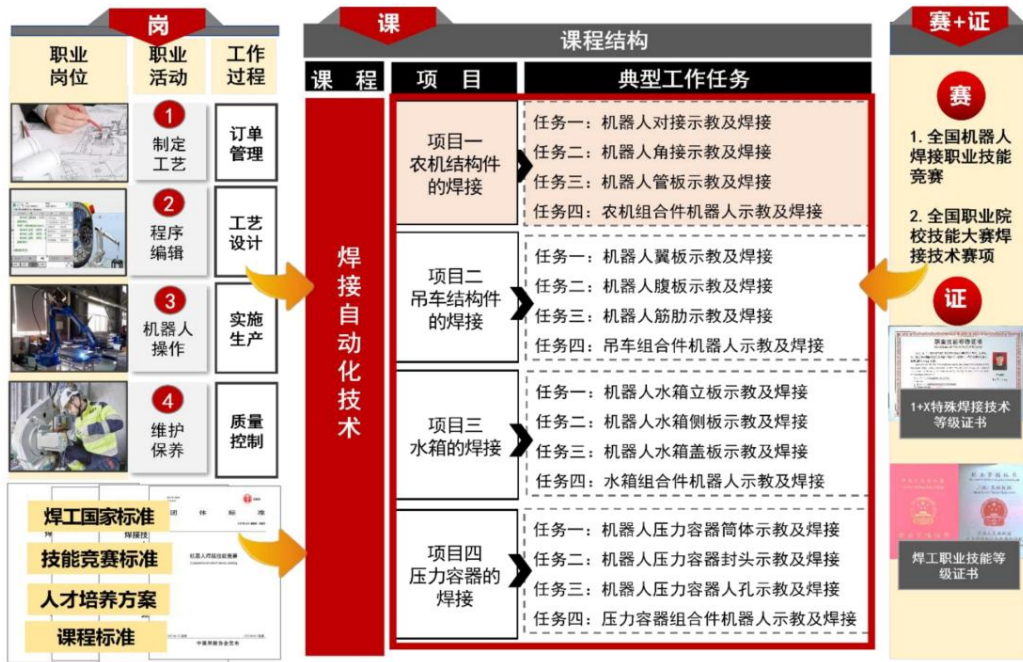 岗
职业
岗位
职业
活动
工作
过程
1
制定
工艺
订单
管理
2
程序
编辑
工艺
设计
3
机器人
操作
实施
生产
4
维护
保养
质量
控制
焊工国家标准
技能竞赛标准
人才培养方案
课程标准
团 体 标 准
课
课程结构
课 程
项 目
典型工作任务
焊接自动化技术
项目一
农机结构件
的焊接
任务一：机器人对接示教及焊接
任务二：机器人角接示教及焊接
任务三：机器人管板示教及焊接
任务四：农机组合件机器人示教及焊接
项目二
吊车结构件
的焊接
任务一：机器人翼板示教及焊接
任务二：机器人腹板示教及焊接
任务三：机器人筋肋示教及焊接
任务四：吊车组合件机器人示教及焊接
项目三
水箱的焊接
任务一：机器人水箱立板示教及焊接
任务二：机器人水箱侧板示教及焊接
任务三：机器人水箱盖板示教及焊接
任务四：水箱组合件机器人示教及焊接
项目四
压力容器的
焊接
任务一：机器人压力容器筒体示教及焊接
任务二：机器人压力容器封头示教及焊接
任务三：机器人压力容器人孔示教及焊接
任务四：压力容器组合件机器人示教及焊接
赛+证
赛
1. 全国机器人
焊接职业技能
竞赛
2. 全国职业院
校技能大赛焊
接技术赛项
证
1+X特殊焊接技术
等级证书
焊工职业技能等
级证书